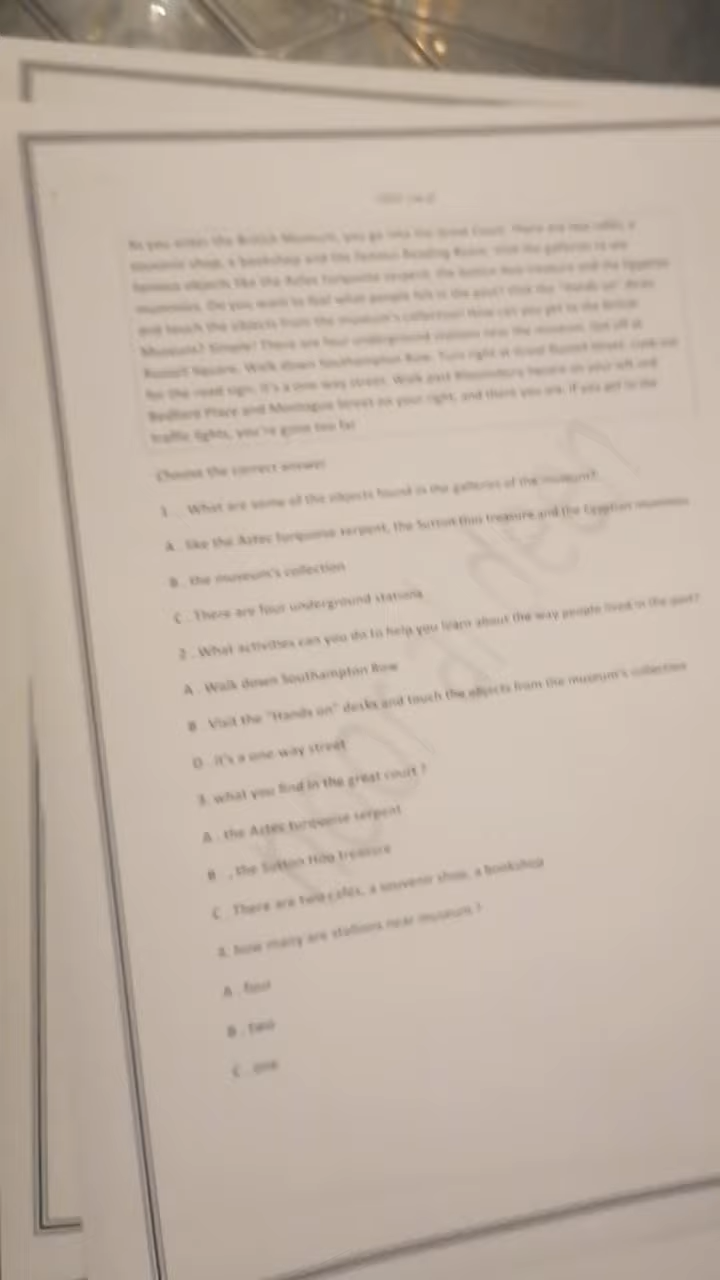 As you enter the British Museum, you go into the Great Court. There are two cafés, a
souvenir shop, a bookshop and the famous Reading Room. Visit the galleries to see
famous objects like the Aztec turquoise serpent, the Sutton Hoo treasure and the Egyptian
mummies. Do you want to feel what people felt in the past? Visit the "Hands on" desks
and touch the objects from the museum's collection! How can you get to the British
Museum? Simple! There are four underground stations near the museum. Get off at
Russell Square. Walk down Southampton Row. Turn right at Great Russell Street.
for the road sign. It's a one way street. Walk past Bloomsbury Square on your left and
Bedford Place and Montague Street on your right, and there you are. If you get to the
traffic lights, you're gone too far
Choose the correct answer
1. What are some of the objects found in the galleries of the museum?
A. like the Aztec turquoise serpent, the Sutton Hoo treasure and the Egyptian mummies
B. the museum's collection
C. There are four underground stations
2. What activities can you do to help you learn about the way people lived in the past?
A. Walk down Southampton Row
B. Visit the "Hands on" desks and touch the objects from the museum's collection
D. it's a one way street
3. what you find in the great court ?
A. the Aztec turquoise serpent
B. , the Sutton Hoo treasure
C. There are two cafés, a souvenir shop, a bookshop
4. how many are stations near museum ?
A. four
B. two
C. one